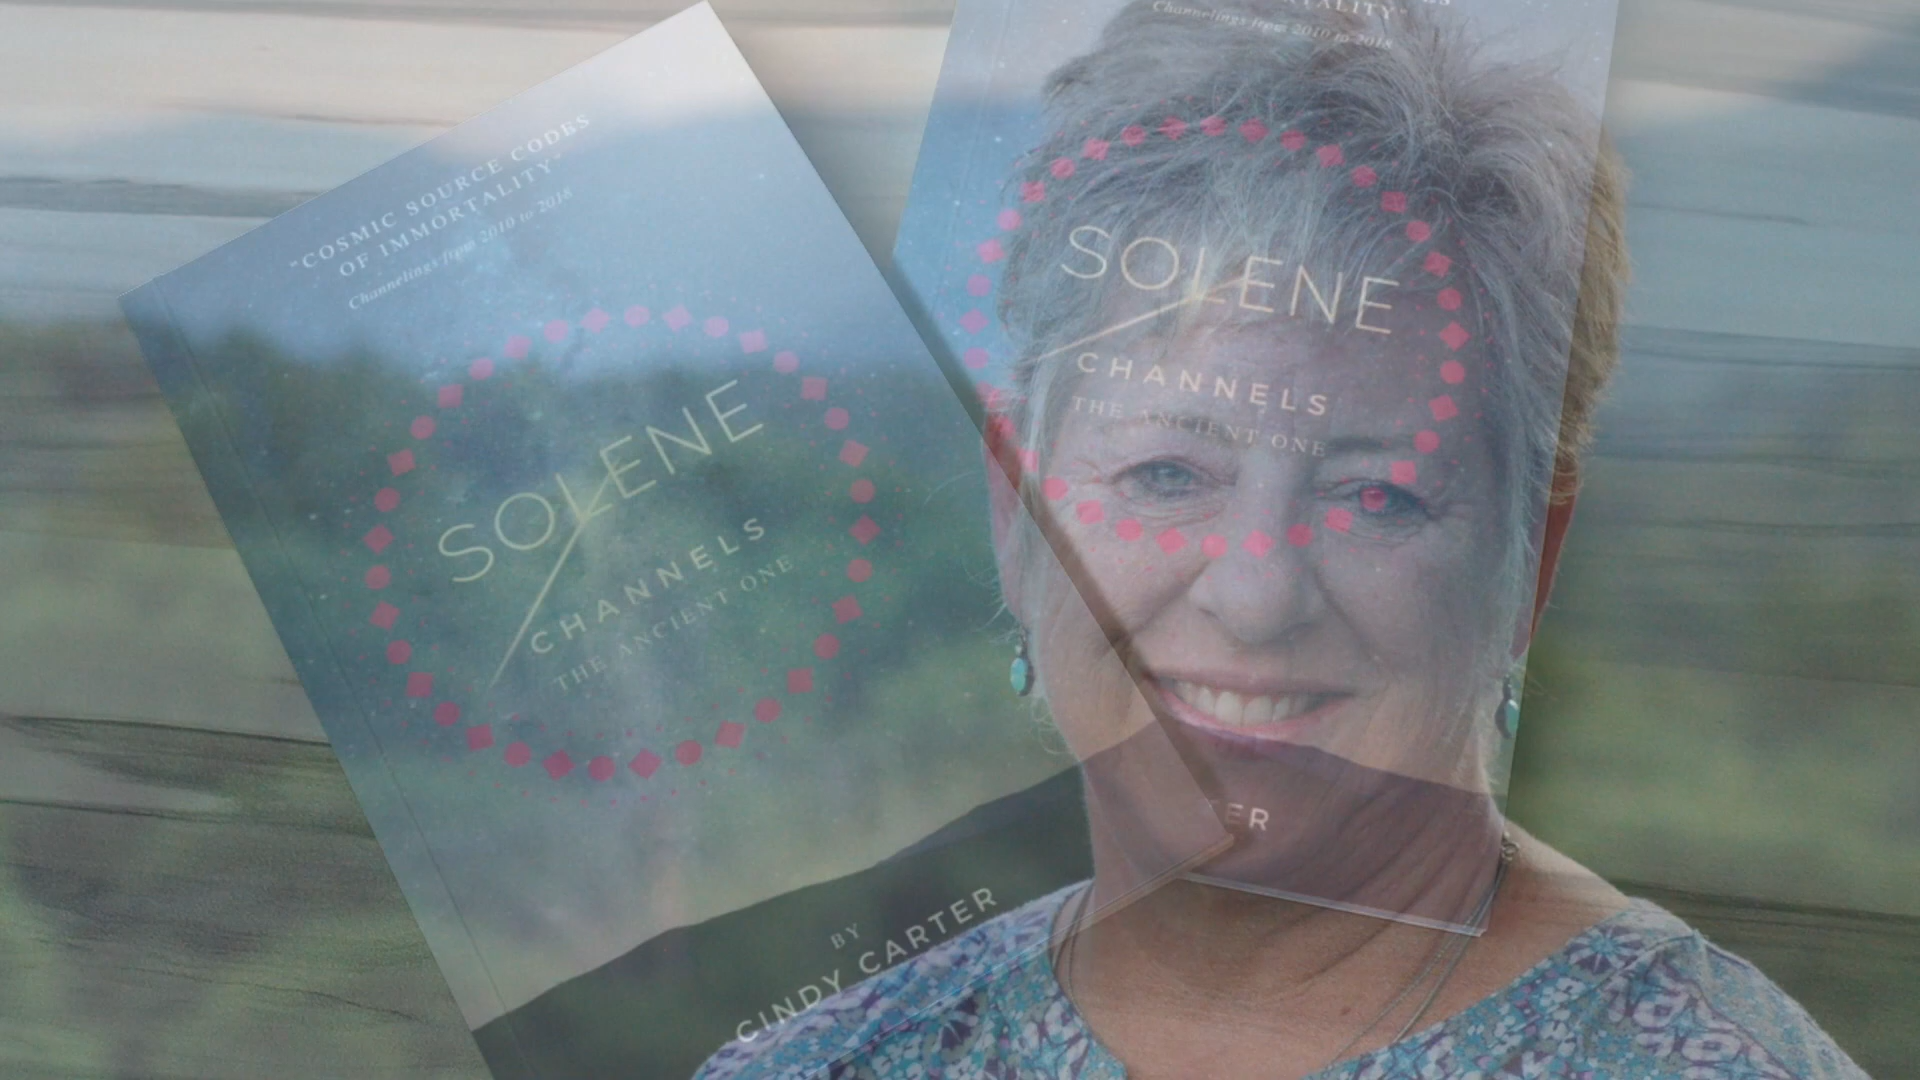 "COSMIC SOURCE CODES
OF IMMORTALITY"
Channelings from 2010 to 2018
SOLENE
CHANNELS
THE ANCIENT ONE
BY
CINDY CARTER
Channelings from 2010 to 2018
SOLENE
CHANNELS
THE ANCIENT ONE